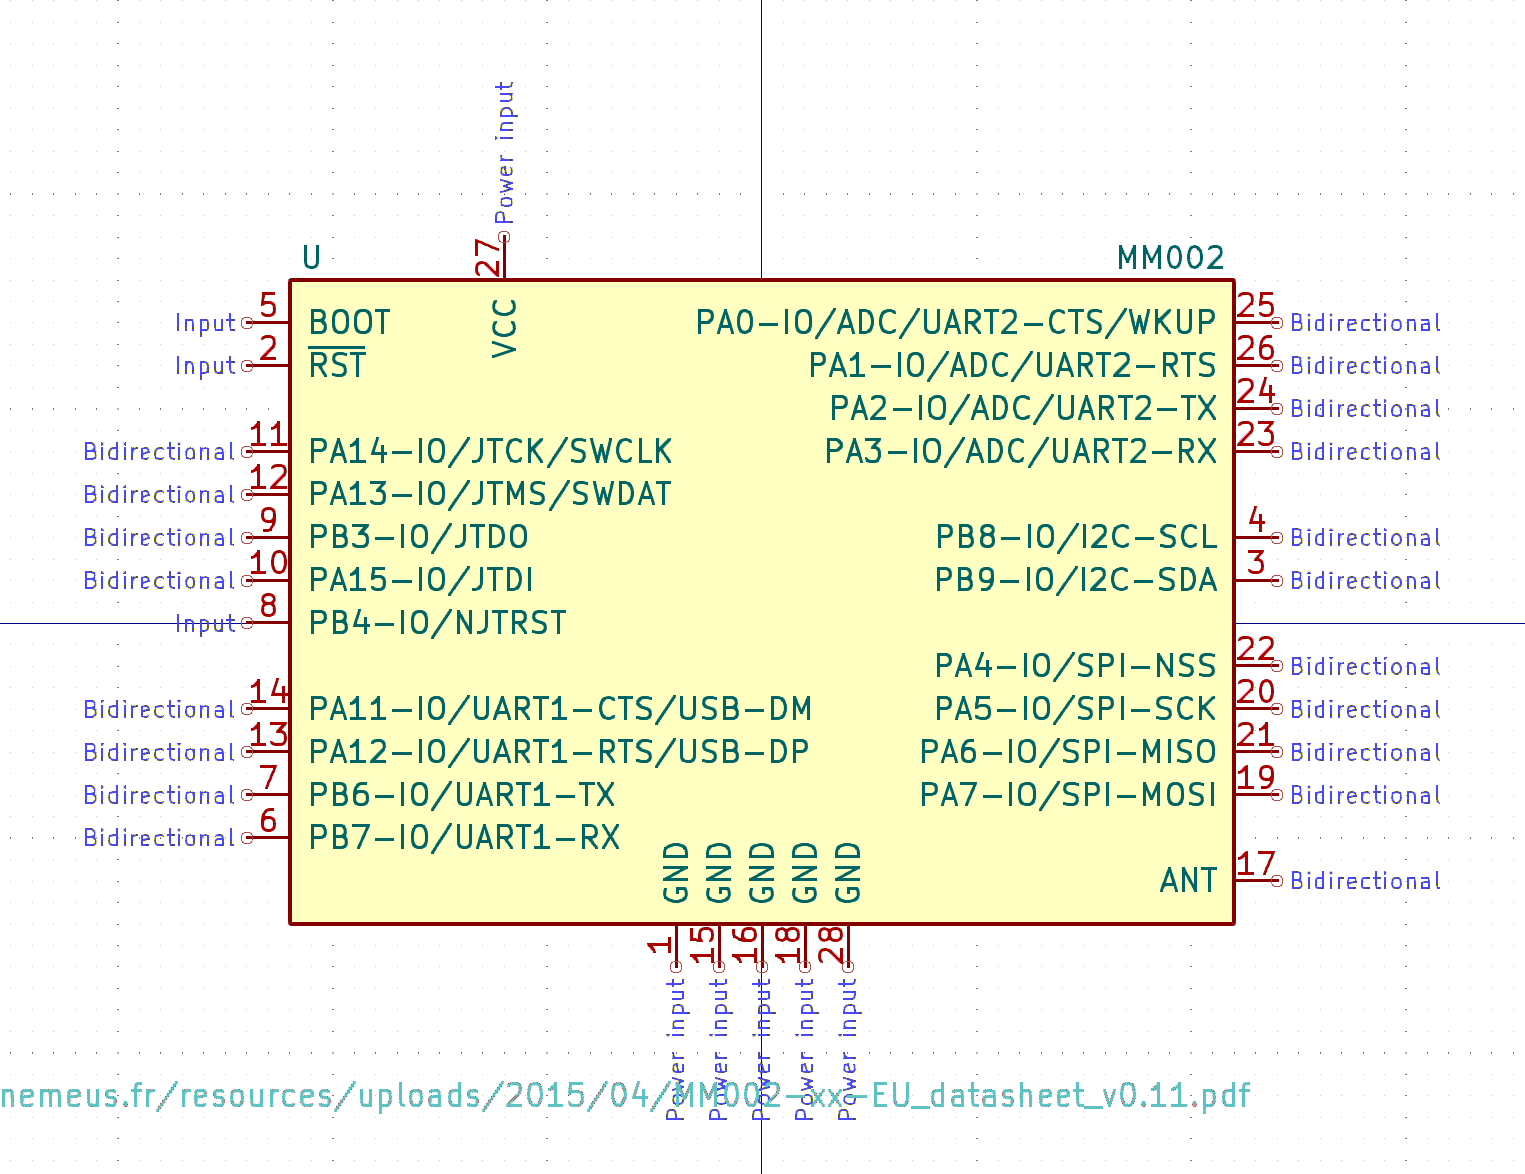 Power input
27
VCC
U
MM002
Input 5 BOOT
Input 2 RST
Bidirectional 11 PA14-IO/JTCK/SWCLK
Bidirectional 12 PA13-IO/JTMS/SWDAT
Bidirectional 9 PB3-IO/JTDO
Bidirectional 10 PA15-IO/JTDI
Input 8 PB4-IO/NJTRST
Bidirectional 14 PA11-IO/UART1-CTS/USB-DM
Bidirectional 13 PA12-IO/UART1-RTS/USB-DP
Bidirectional 7 PB6-IO/UART1-TX
Bidirectional 6 PB7-IO/UART1-RX
PA0-IO/ADC/UART2-CTS/WKUP 25 Bidirectional
PA1-IO/ADC/UART2-RTS 26 Bidirectional
PA2-IO/ADC/UART2-TX 24 Bidirectional
PA3-IO/ADC/UART2-RX 23 Bidirectional
PB8-IO/I2C-SCL 4 Bidirectional
PB9-IO/I2C-SDA 3 Bidirectional
PA4-IO/SPI-NSS 22 Bidirectional
PA5-IO/SPI-SCK 20 Bidirectional
PA6-IO/SPI-MISO 21 Bidirectional
PA7-IO/SPI-MOSI 19 Bidirectional
ANT 17 Bidirectional
GND 1 Power input
GND 15 Power input
GND 16 Power input
GND 18 Power input
GND 28 Power input
nemeus.fr/resources/uploads/2015/04/MM002-xx-EU_datasheet_v0.11.pdf